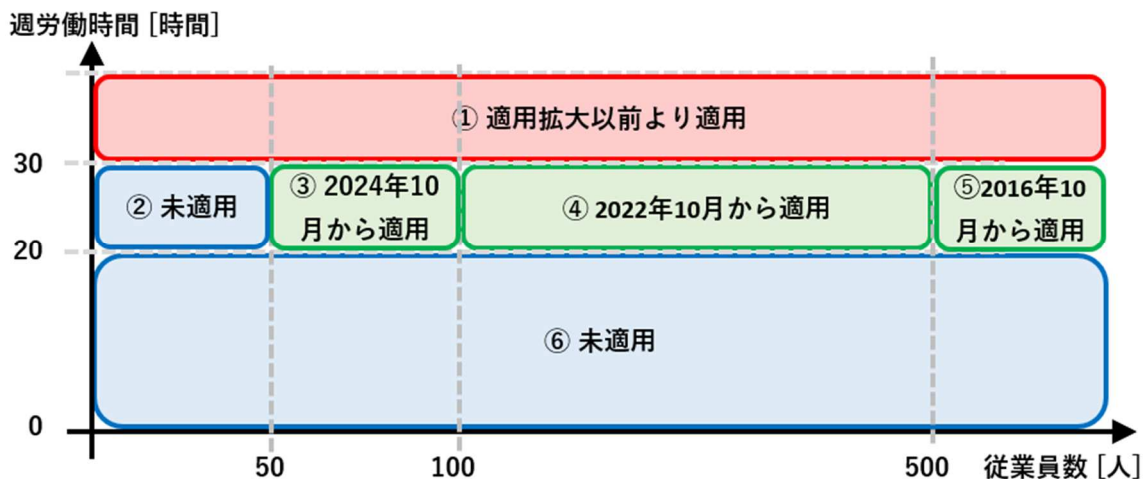 週労働時間 [時間]
① 適用拡大以前より適用
30
② 未適用
③ 2024年10
月から適用
④ 2022年10月から適用
⑤2016年10
月から適用
20
⑥ 未適用
0
50
100
500
従業員数 [人]